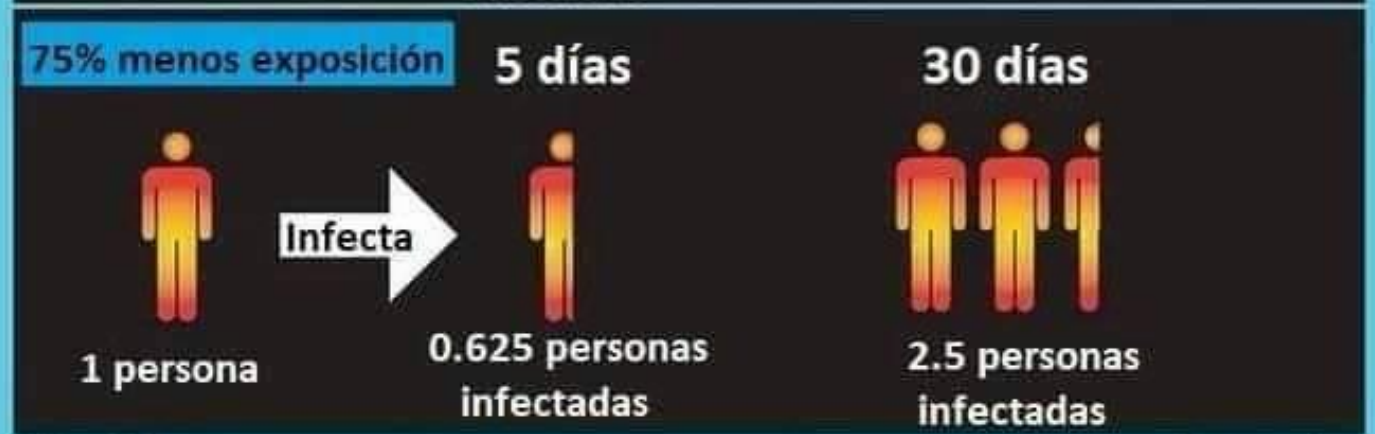 75% menos exposición
5 días
30 días
Infecta
1 persona
0.625 personas
infectadas
2.5 personas
infectadas